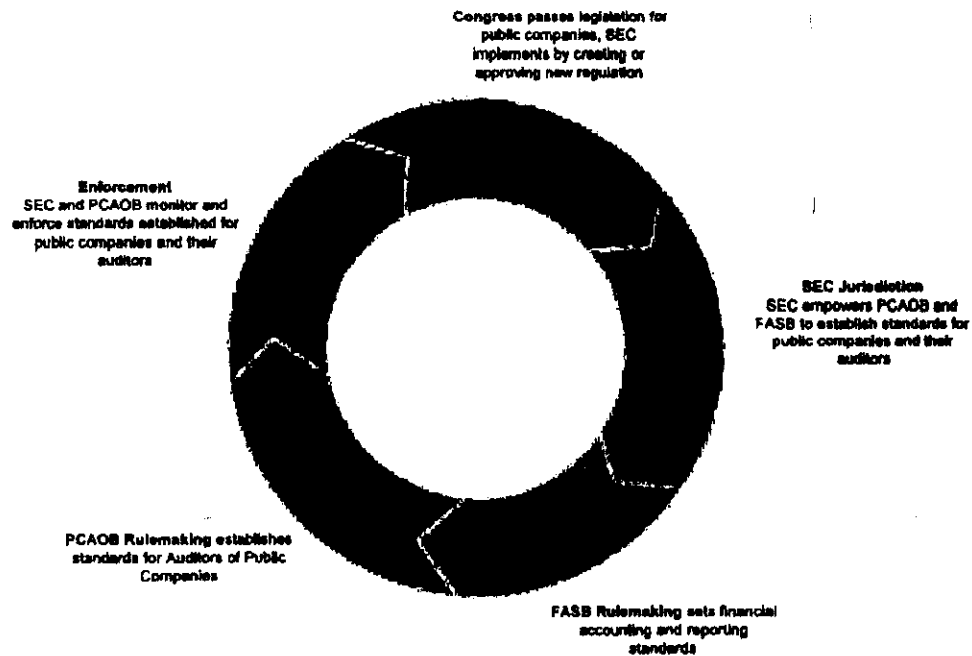 Congress passes legislation for
public companies, SEC
implements by creating or
approving new regulation
SEC Jurisdiction
SEC empowers PCAOB and
FASB to establish standards for
public companies and their
auditors
FASB Rulemaking sets financial
accounting and reporting
standards
PCAOB Rulemaking establishes
standards for Auditors of Public
Companies
Enforcement
SEC and PCAOB monitor and
enforce standards established for
public companies and their
auditors